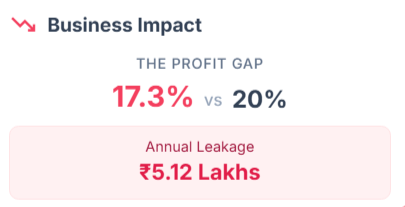 Business Impact
THE PROFIT GAP
17.3% vs 20%
Annual Leakage
₹5.12 Lakhs